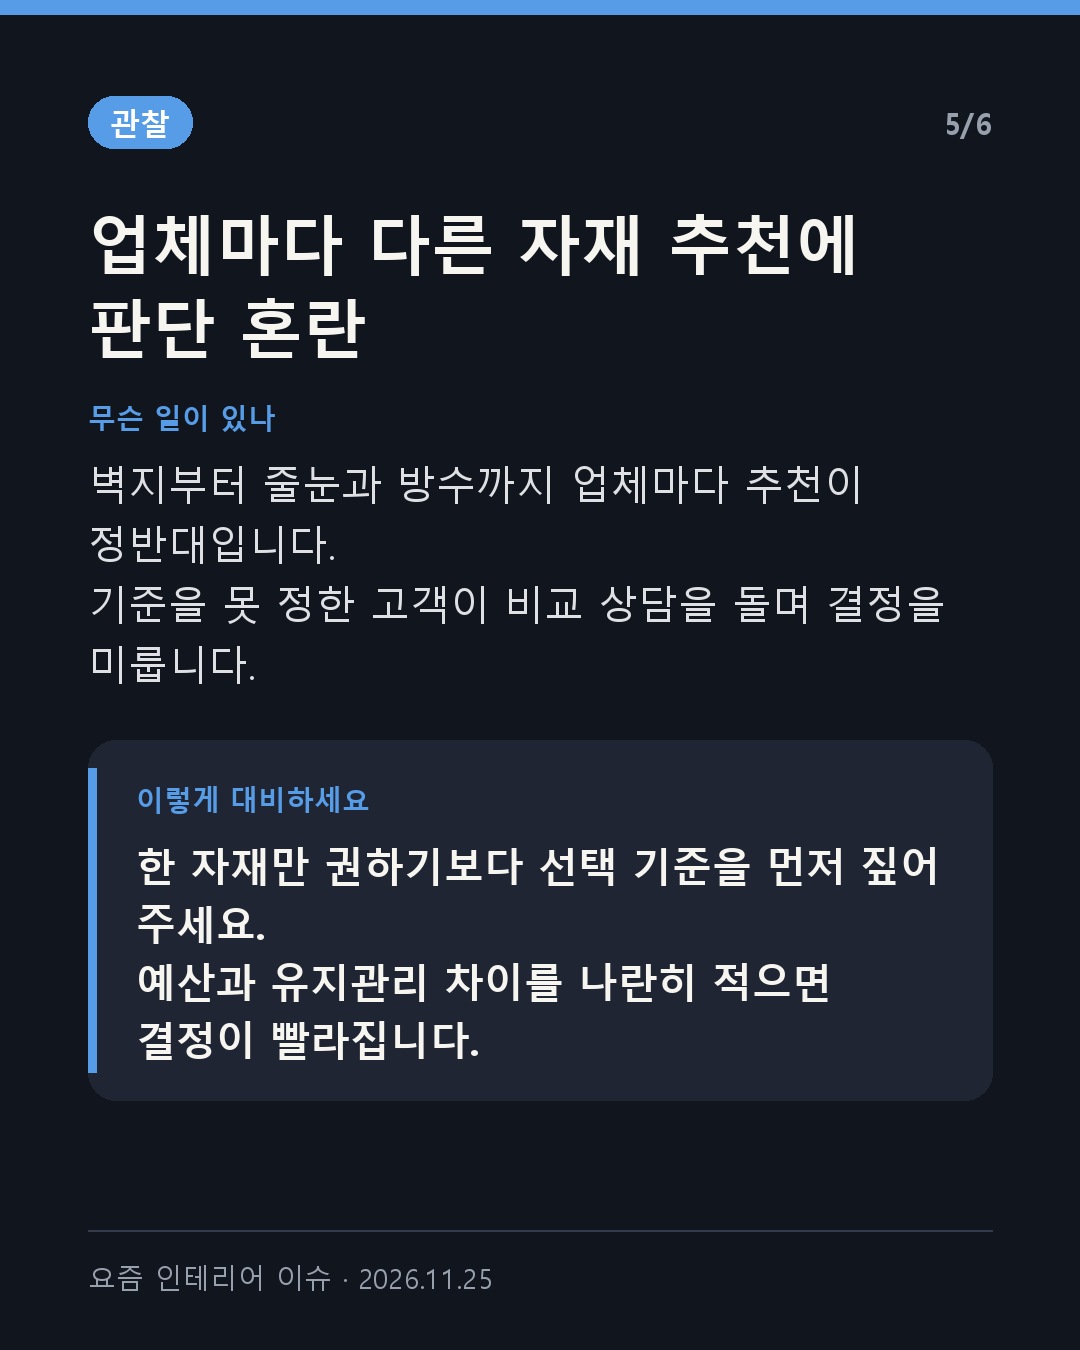 관찰
5/6
업체마다 다른 자재 추천에
판단 혼란
무슨 일이 있나
벽지부터 줄눈과 방수까지 업체마다 추천이
정반대입니다.
기준을 못 정한 고객이 비교 상담을 돌며 결정을
미룹니다.
이렇게 대비하세요
한 자재만 권하기보다 선택 기준을 먼저 짚어
주세요.
예산과 유지관리 차이를 나란히 적으면
결정이 빨라집니다.
요즘 인테리어 이슈 · 2026.11.25